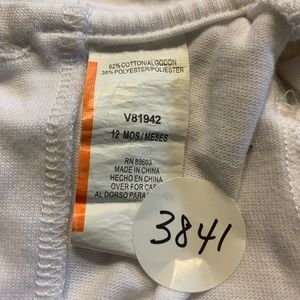 62% COTTON/ALGODON
38% POLYESTER/POLIESTER
V81942
12 MOS/MESES
RN 83603
MADE IN CHINA
HECHO EN CHINA
OVER FOR
AL DORSO PARA
3841